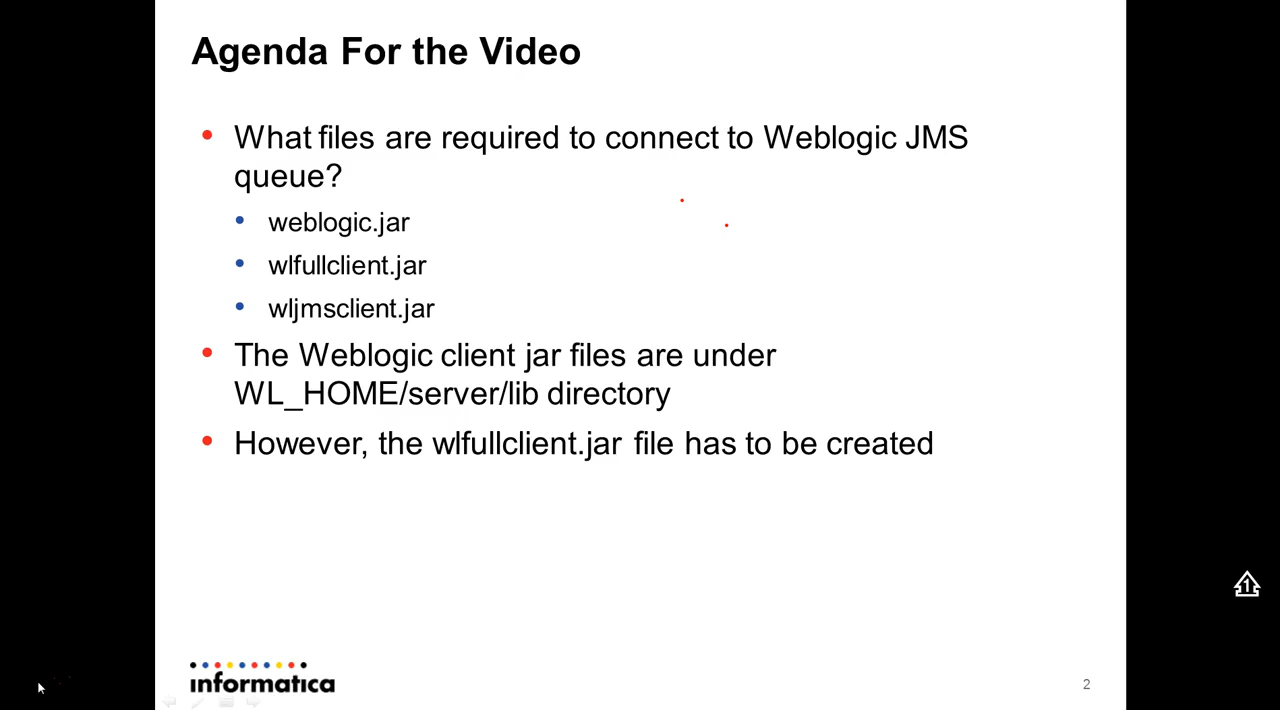 Agenda For the Video
What files are required to connect to Weblogic JMS
queue?
weblogic.jar
wlfullclient.jar
wljmsclient.jar
The Weblogic client jar files are under
WL_HOME/server/lib directory
However, the wlfullclient.jar file has to be created
1
informatica
2